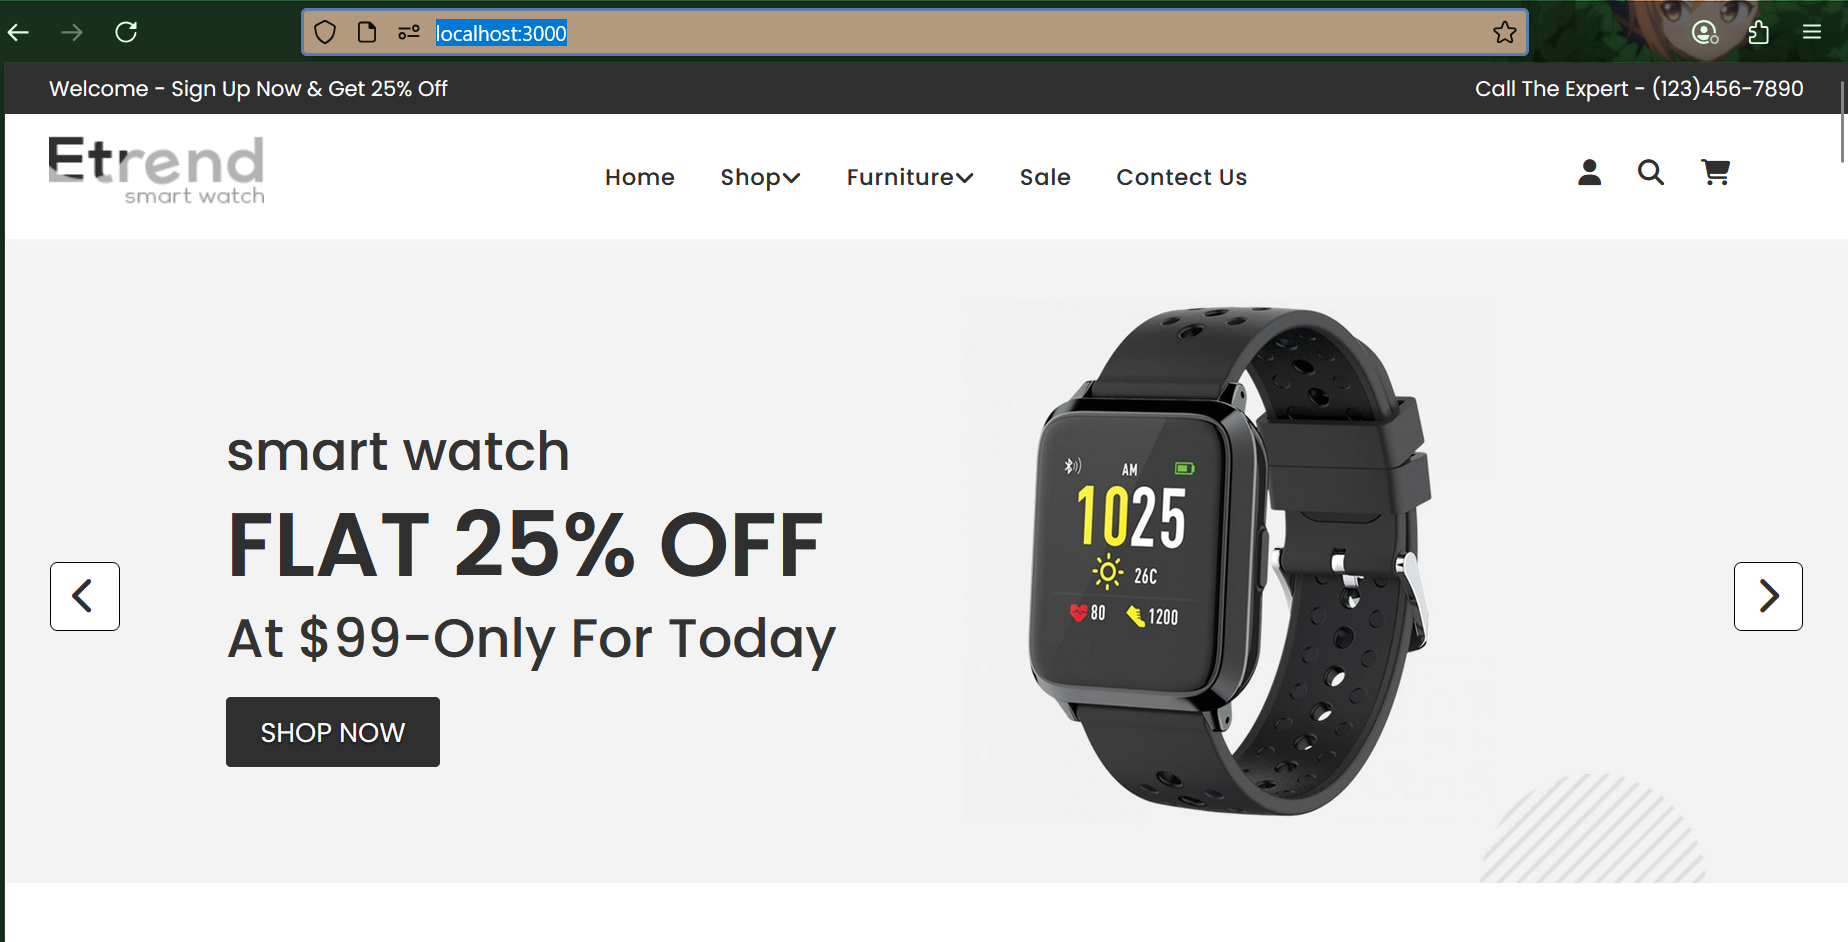 localhost:3000
Welcome - Sign Up Now & Get 25% Off
Call The Expert - (123)456-7890
Etrend
smart watch
Home
Shop
Furniture
Sale
Contect Us
smart watch
FLAT 25% OFF
At $99-Only For Today
SHOP NOW
AM
1025
26C
80
1200